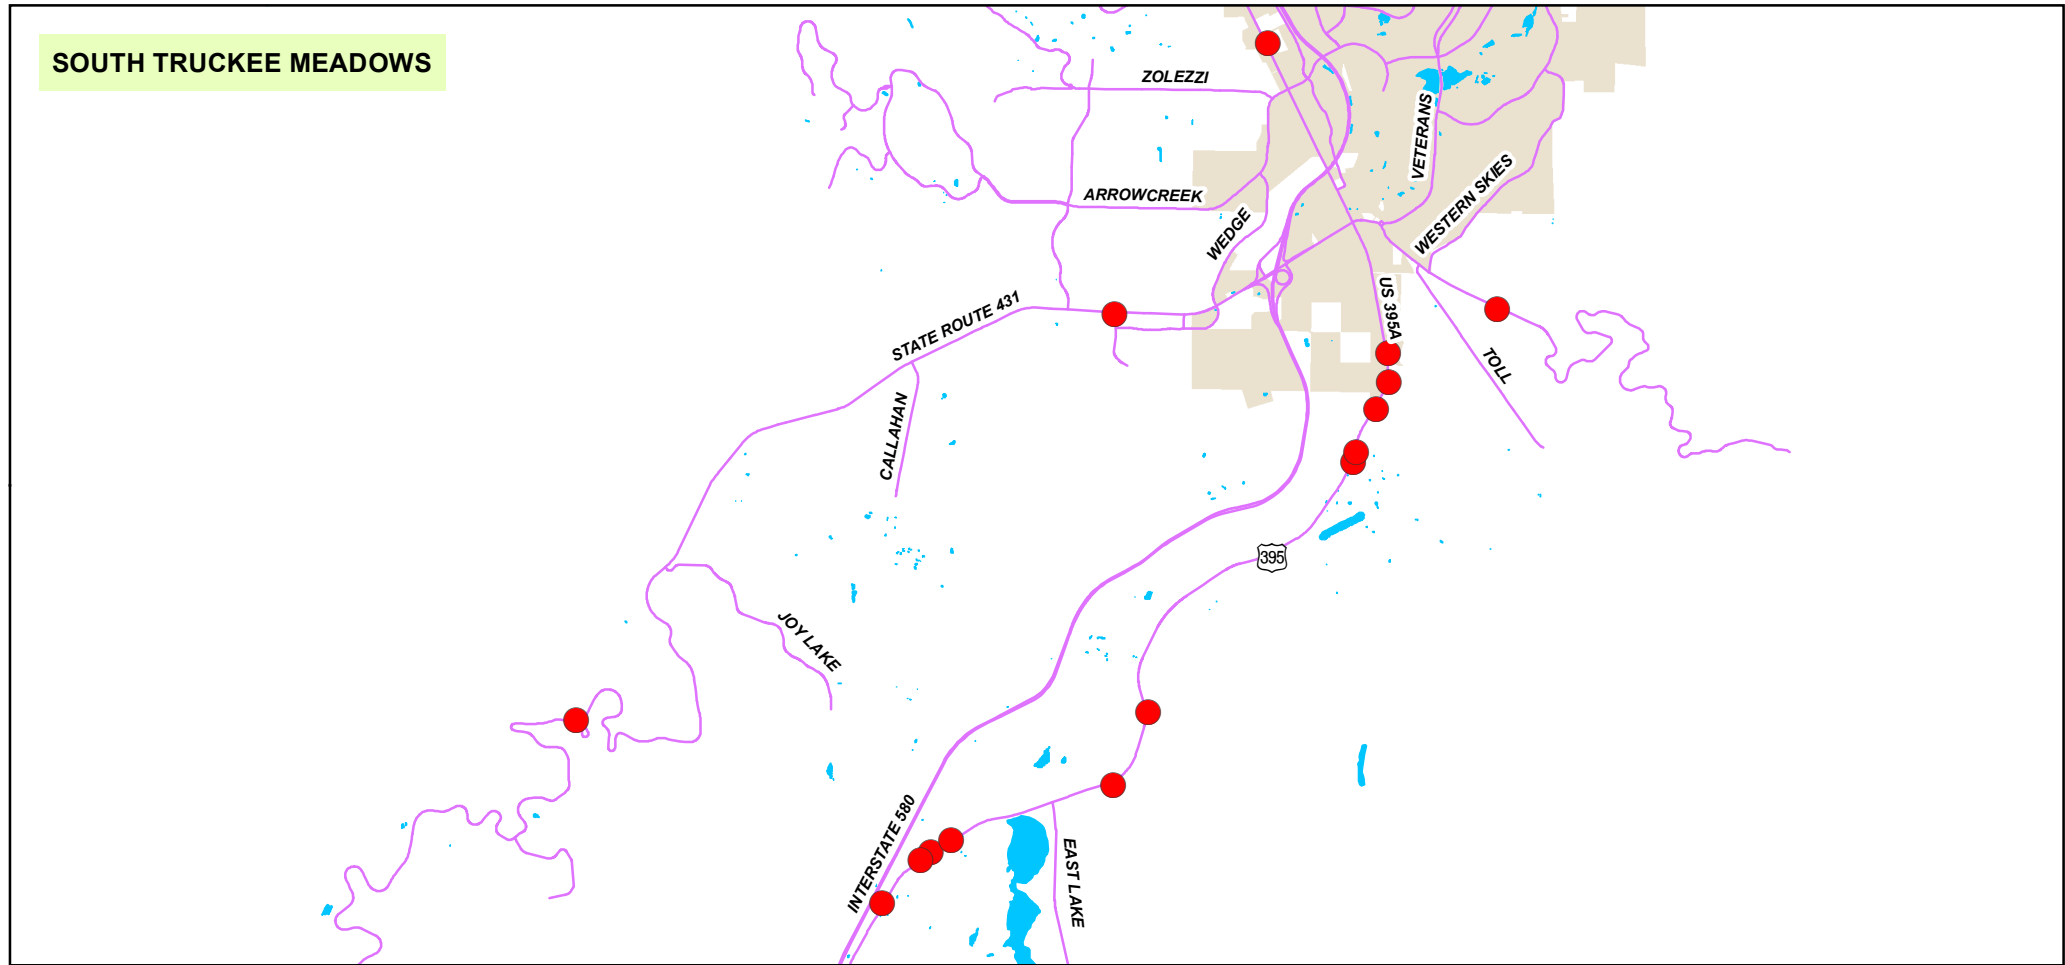 SOUTH TRUCKEE MEADOWS
ZOLEZZI
VETERANS
ARROWCREEK
WESTERN SKIES
WEDGE
US 395A
STATE ROUTE 431
TOLL
CALLAHAN
395
JOY LAKE
INTERSTATE 580
EAST LAKE